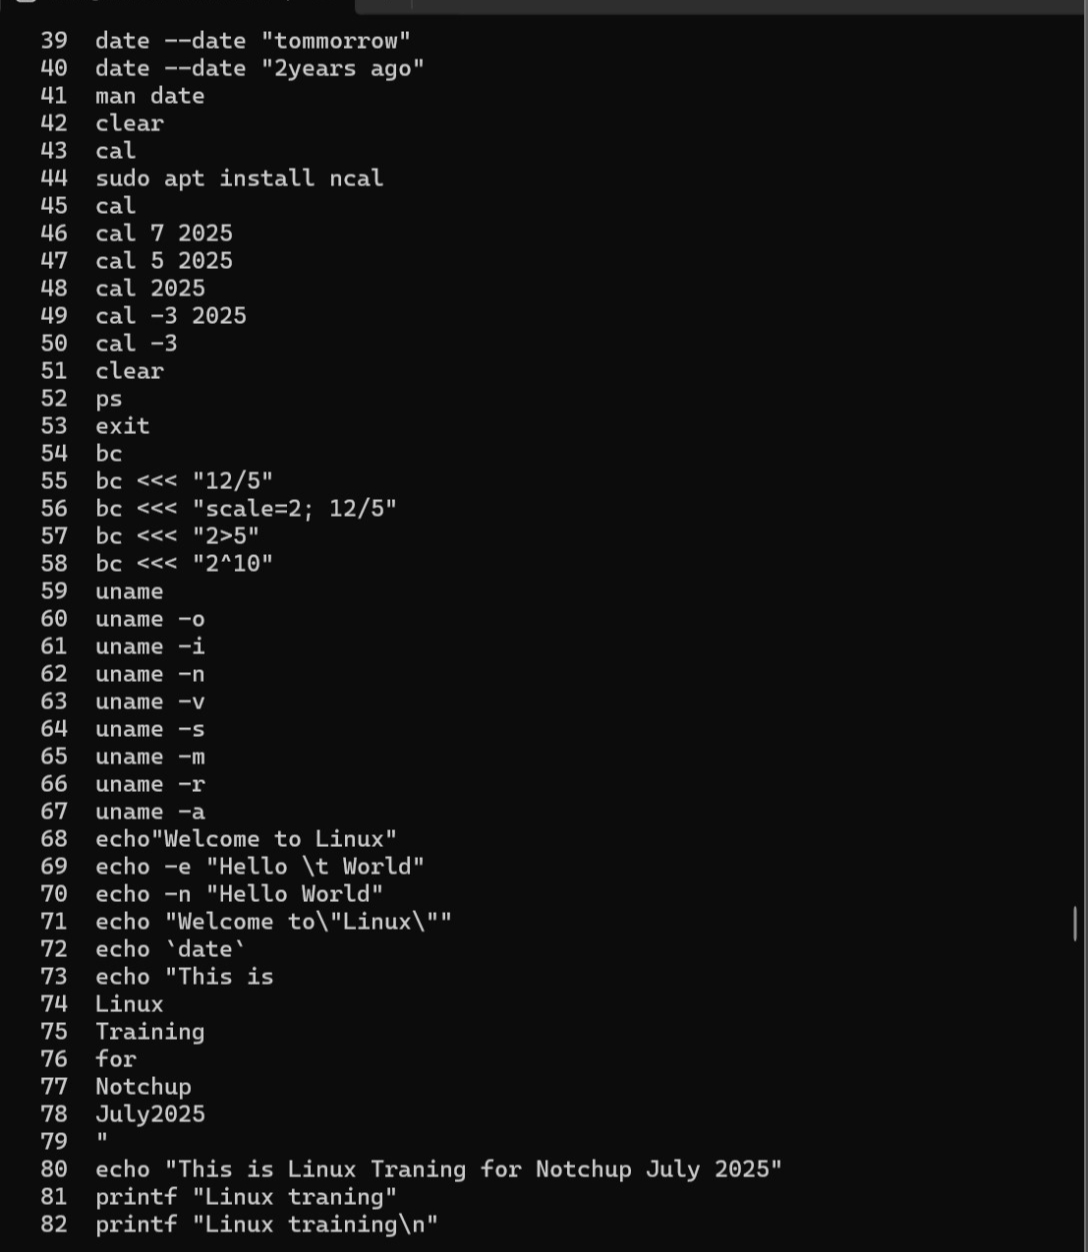 39 date --date "tommorrow"
40 date --date "2years ago"
41 man date
42 clear
43 cal
44 sudo apt install ncal
45 cal
46 cal 7 2025
47 cal 5 2025
48 cal 2025
49 cal -3 2025
50 cal -3
51 clear
52 ps
53 exit
54 bc
55 bc <<< "12/5"
56 bc <<< "scale=2; 12/5"
57 bc <<< "2>5"
58 bc <<< "2^10"
59 uname
60 uname -o
61 uname -i
62 uname -n
63 uname -v
64 uname -s
65 uname -m
66 uname -r
67 uname -a
68 echo"Welcome to Linux"
69 echo -e "Hello \t World"
70 echo -n "Hello World"
71 echo "Welcome to\"Linux\""
72 echo `date`
73 echo "This is
74 Linux
75 Training
76 for
77 Notchup
78 July2025
79 "
80 echo "This is Linux Traning for Notchup July 2025"
81 printf "Linux traning"
82 printf "Linux training\n"